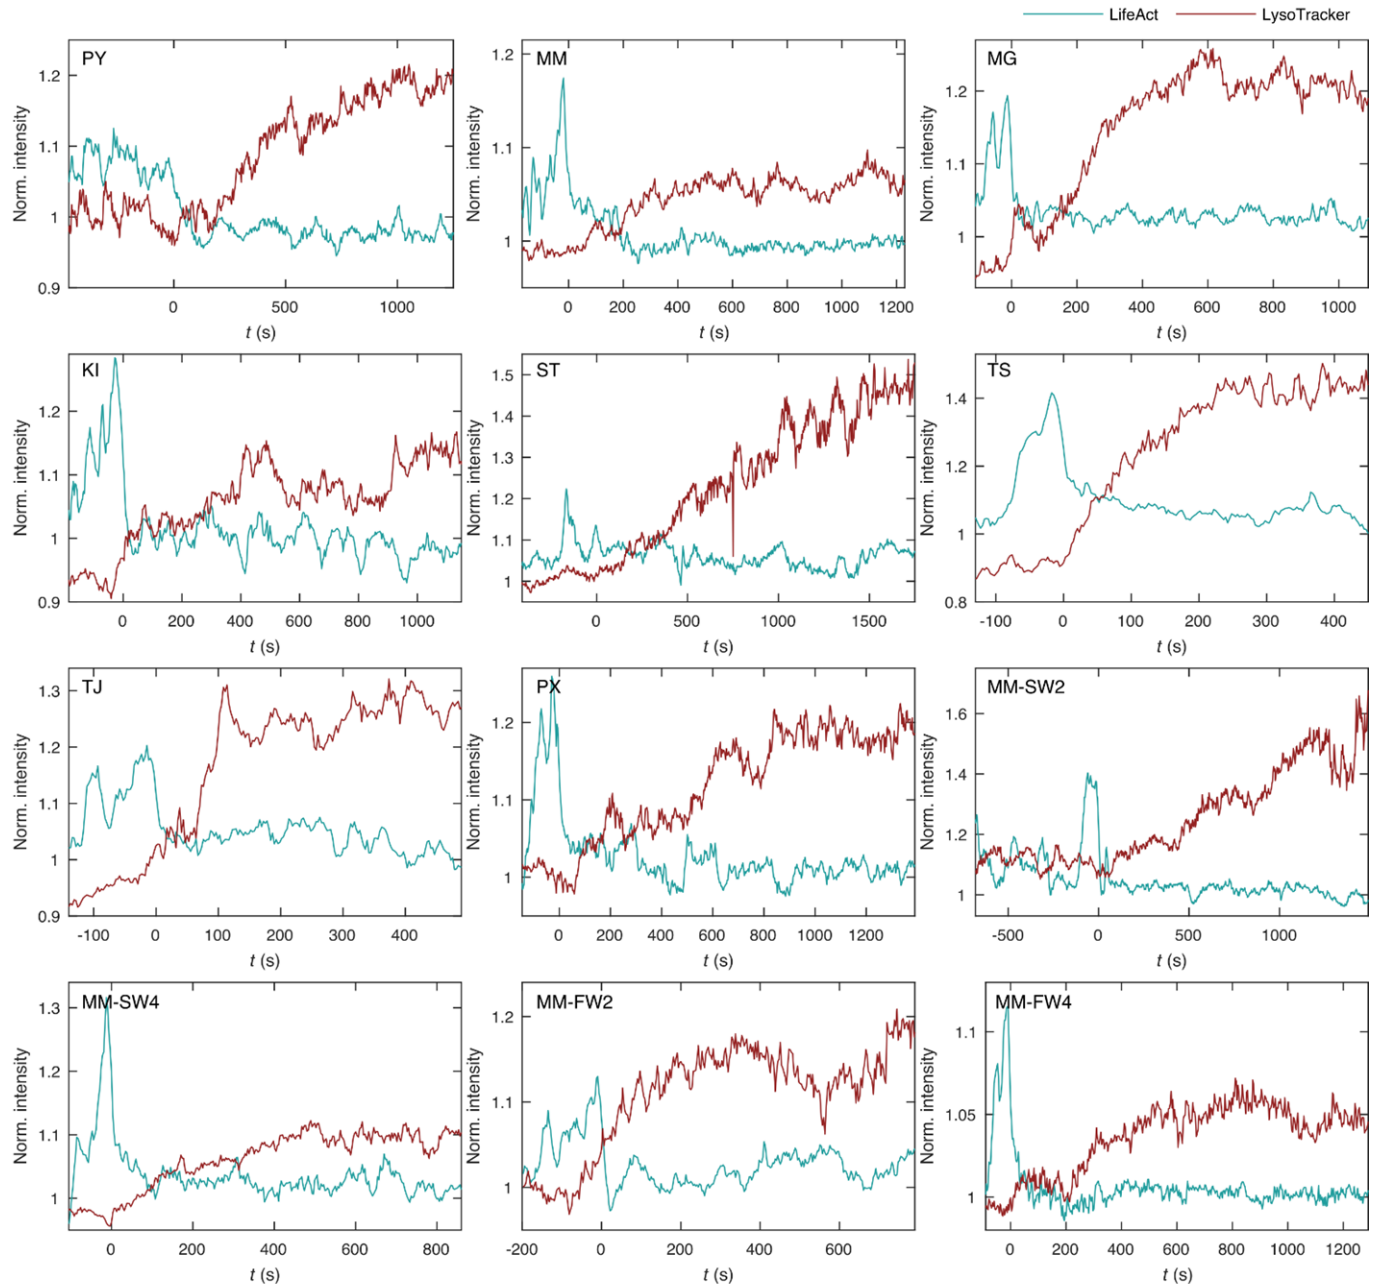 LifeAct LysoTracker
PY
Norm. intensity
1.2
1.1
1
0.9
0 500 1000
t (s)
MM
Norm. intensity
1.2
1.1
1
0 200 400 600 800 1000 1200
t (s)
MG
Norm. intensity
1.2
1.1
1
0 200 400 600 800 1000
t (s)
KI
Norm. intensity
1.2
1.1
1
0.9
0 200 400 600 800 1000
t (s)
ST
Norm. intensity
1.5
1.4
1.3
1.2
1.1
1
0 500 1000 1500
t (s)
TS
Norm. intensity
1.4
1.2
1
0.8
-100 0 100 200 300 400
t (s)
TJ
Norm. intensity
1.3
1.2
1.1
1
0.9
-100 0 100 200 300 400
t (s)
PX
Norm. intensity
1.2
1.1
1
0 200 400 600 800 1000 1200
t (s)
MM-SW2
Norm. intensity
1.6
1.4
1.2
1
-500 0 500 1000
t (s)
MM-SW4
Norm. intensity
1.3
1.2
1.1
1
0 200 400 600 800
t (s)
MM-FW2
Norm. intensity
1.2
1.1
1
-200 0 200 400 600
t (s)
MM-FW4
Norm. intensity
1.1
1.05
1
0 200 400 600 800 1000 1200
t (s)